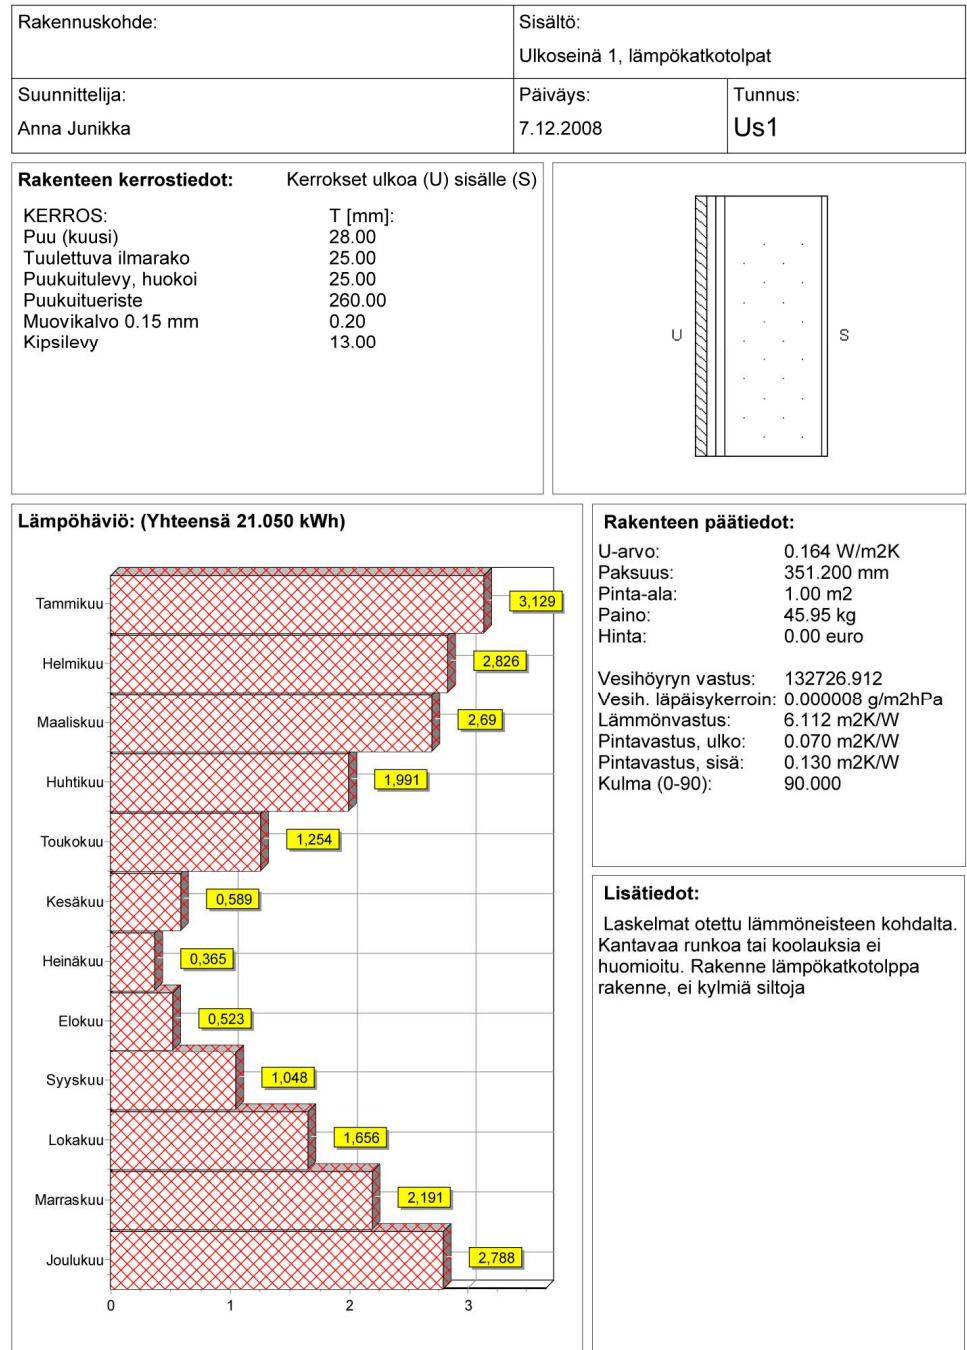 Rakennuskohde:
Sisältö:
Ulkoseinä 1, lämpökatkotolpat
Suunnittelija:
Anna Junikka
Päiväys:
7.12.2008
Tunnus:
Us1
Rakenteen kerrostiedot: Kerrokset ulkoa (U) sisälle (S)
KERROS: T [mm]:
Puu (kuusi) 28.00
Tuulettuva ilmarako 25.00
Puukuitulevy, huokoi 25.00
Puukuitueriste 260.00
Muovikalvo 0.15 mm 0.20
Kipsilevy 13.00
U S
Lämpöhäviö: (Yhteensä 21.050 kWh)
Tammikuu 3,129
Helmikuu 2,826
Maaliskuu 2,69
Huhtikuu 1,991
Toukokuu 1,254
Kesäkuu 0,589
Heinäkuu 0,365
Elokuu 0,523
Syyskuu 1,048
Lokakuu 1,656
Marraskuu 2,191
Joulukuu 2,788
0 1 2 3
Rakenteen päätiedot:
U-arvo: 0.164 W/m2K
Paksuus: 351.200 mm
Pinta-ala: 1.00 m2
Paino: 45.95 kg
Hinta: 0.00 euro
Vesihöyryn vastus: 132726.912
Vesih. läpäisykerroin: 0.000008 g/m2hPa
Lämmönvastus: 6.112 m2K/W
Pintavastus, ulko: 0.070 m2K/W
Pintavastus, sisä: 0.130 m2K/W
Kulma (0-90): 90.000
Lisätiedot:
Laskelmat otettu lämmöneisteen kohdalta.
Kantavaa runkoa tai koolauksia ei
huomioitu. Rakenne lämpökatkotolppa
rakenne, ei kylmiä siltoja